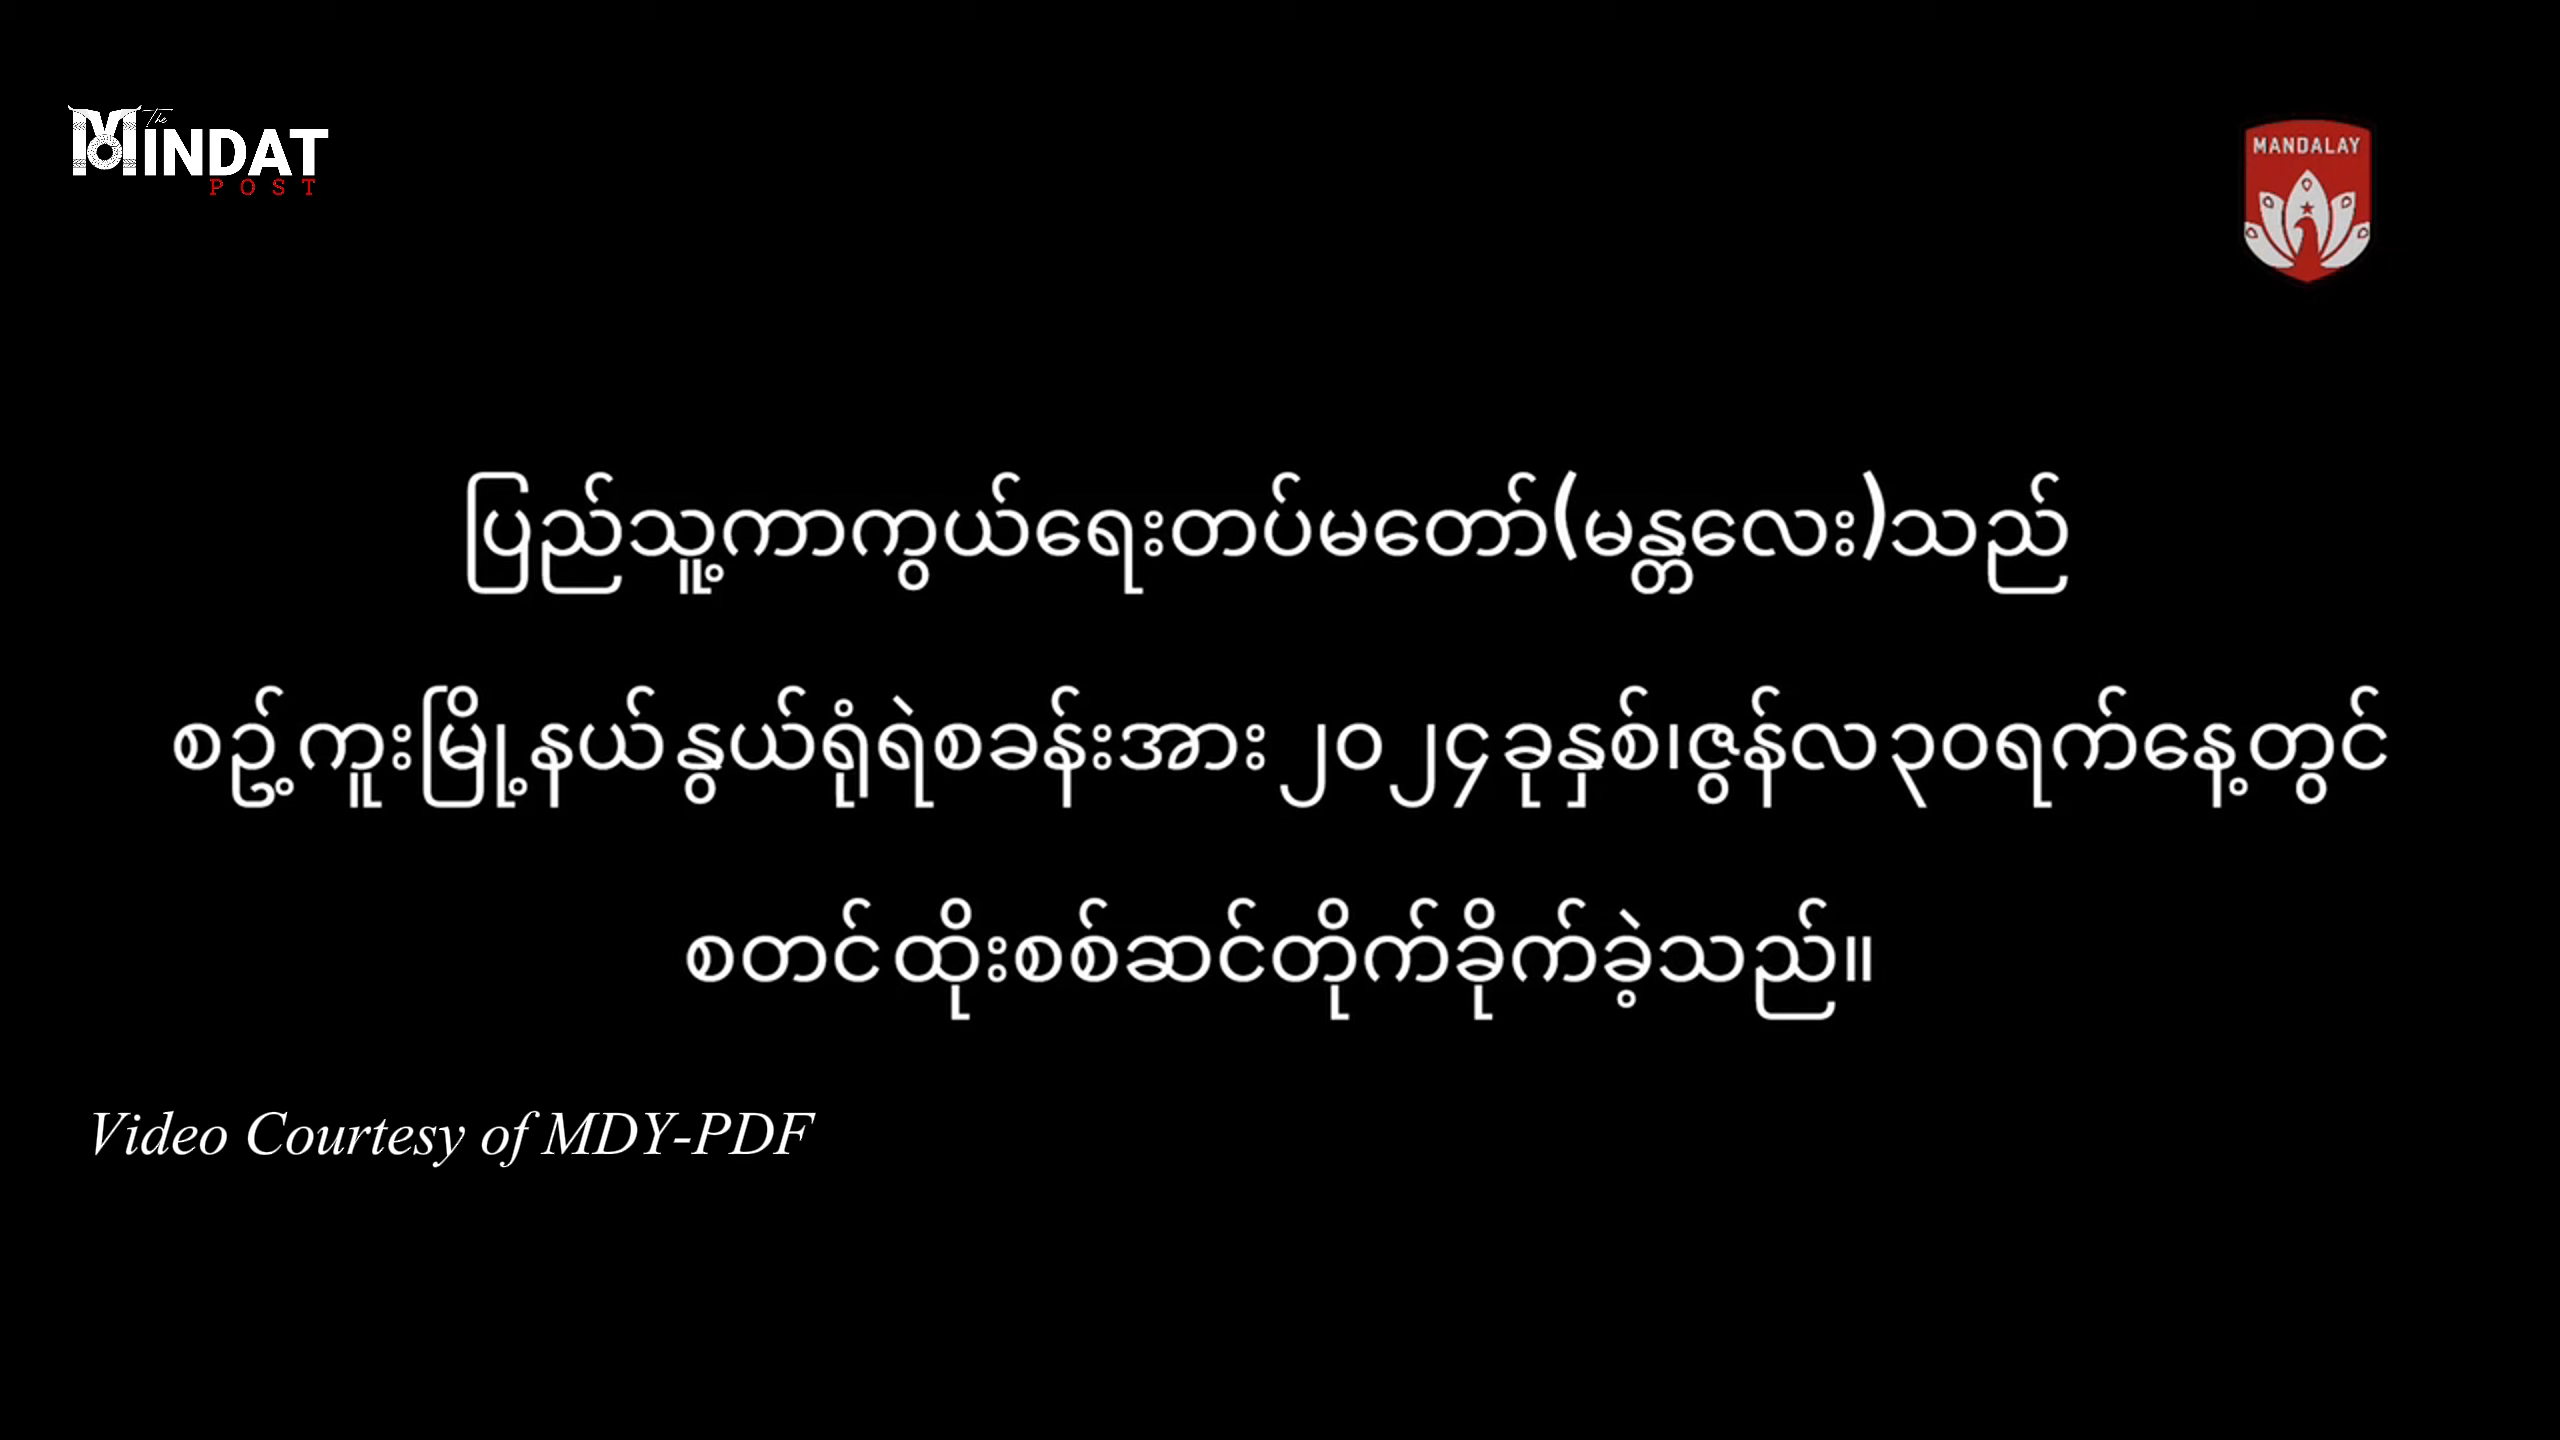 The MINDAT
POST
MANDALAY
ပြည်သူ့ကာကွယ်ရေးတပ်မတော်(မန္တလေး)သည်
စဥ့်ကူးမြို့နယ်နွယ်ရုံရဲစခန်းအား၂၀၂၄ခုနှစ်၊ဇွန်လ၃၀ရက်နေ့တွင်
စတင်ထိုးစစ်ဆင်တိုက်ခိုက်ခဲ့သည်။
Video Courtesy of MDY-PDF